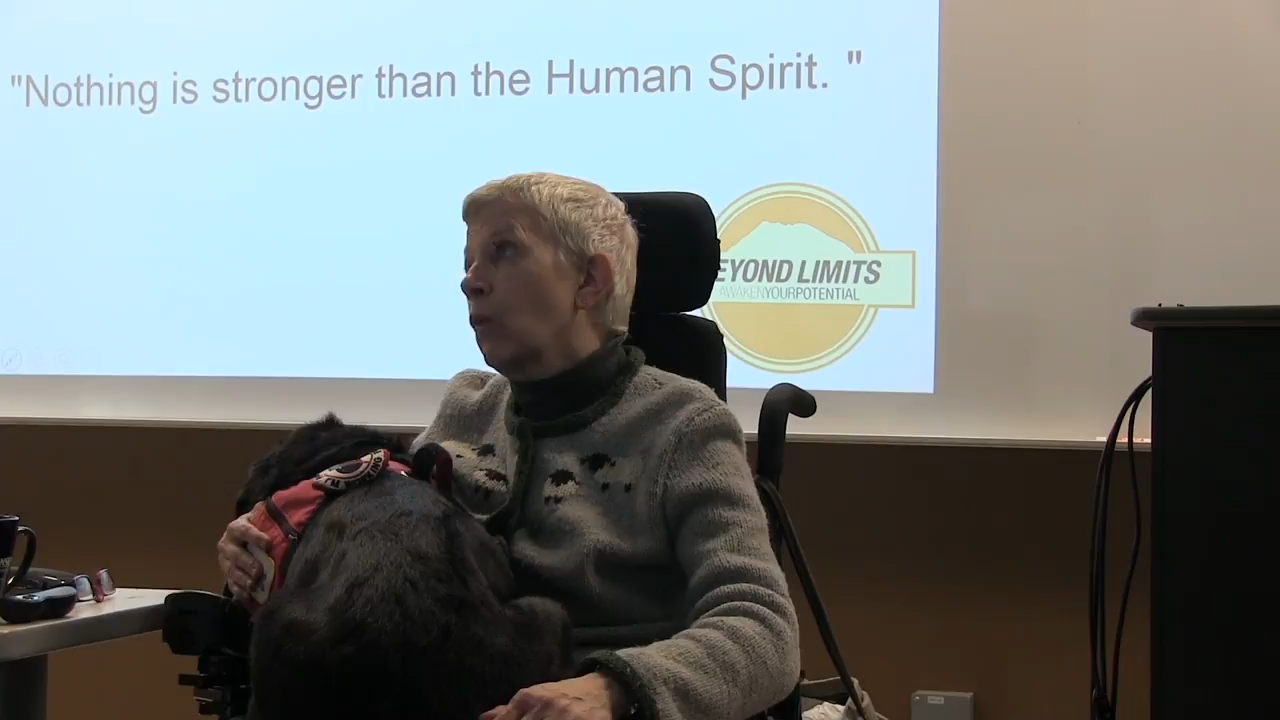 "Nothing is stronger than the Human Spirit. "
EYOND LIMITS
AWAKENYOURPOTENTIAL